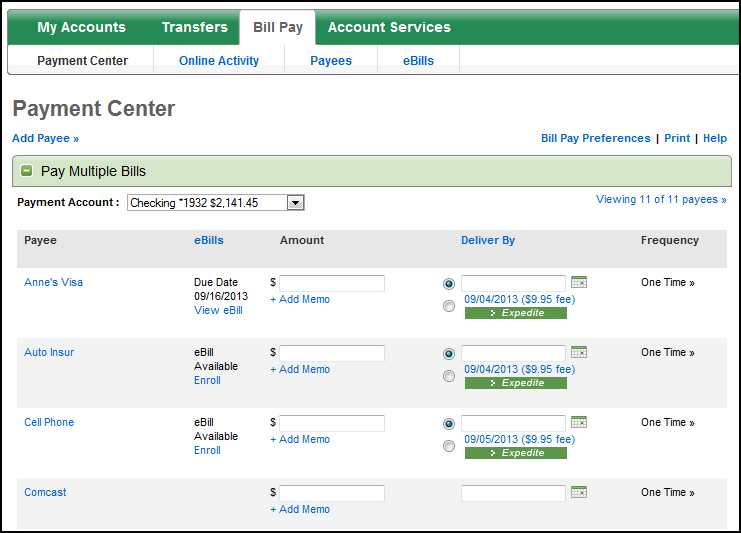 My Accounts Transfers Bill Pay Account Services
Payment Center Online Activity Payees eBills
Payment Center
Add Payee » Bill Pay Preferences | Print | Help
Pay Multiple Bills
Payment Account : Checking *1932 $2,141.45 Viewing 11 of 11 payees »
Payee eBills Amount Deliver By Frequency
Anne's Visa Due Date $ One Time »
09/16/2013 + Add Memo 09/04/2013 ($9.95 fee)
View eBill Expedite
Auto Insur eBill $ One Time »
Available + Add Memo 09/04/2013 ($9.95 fee)
Enroll Expedite
Cell Phone eBill $ One Time »
Available + Add Memo 09/05/2013 ($9.95 fee)
Enroll Expedite
Comcast $ One Time »
+ Add Memo